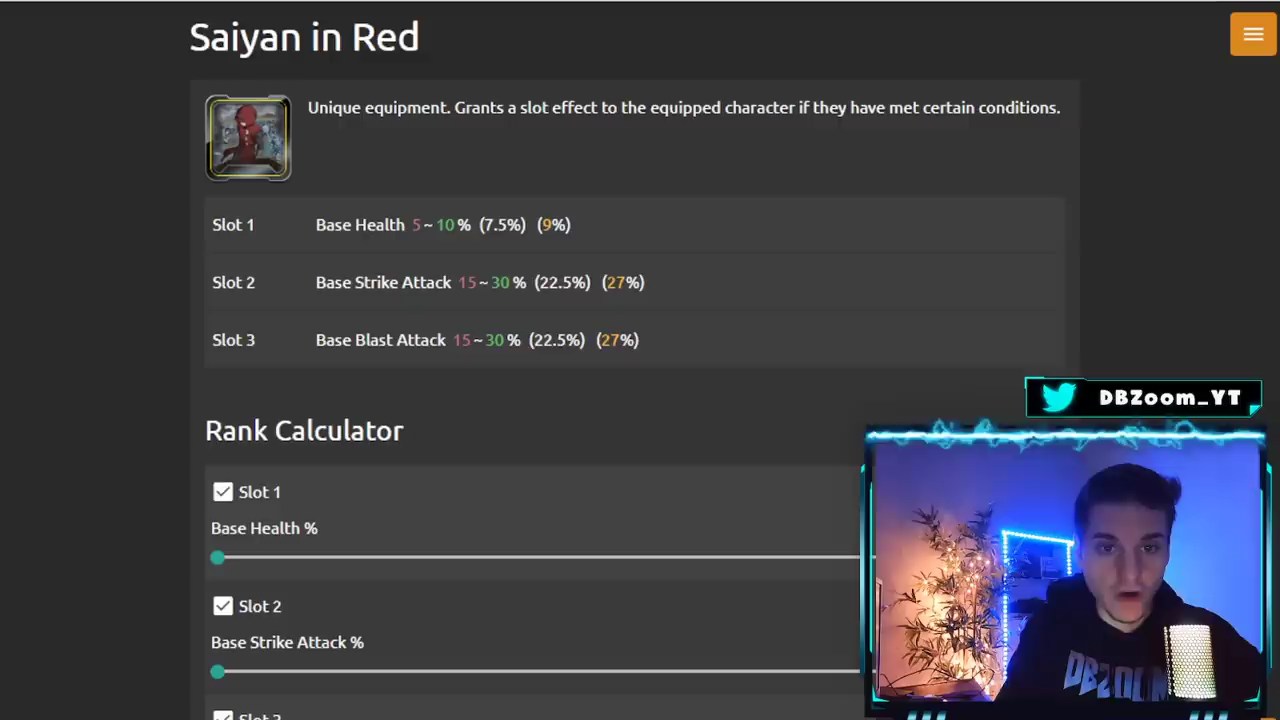 Saiyan in Red
Unique equipment. Grants a slot effect to the equipped character if they have met certain conditions.
Slot 1 Base Health 5 ~ 10 % (7.5%) (9%)
Slot 2 Base Strike Attack 15 ~ 30 % (22.5%) (27%)
Slot 3 Base Blast Attack 15 ~ 30 % (22.5%) (27%)
DBZoom_YT
Rank Calculator
Slot 1
Base Health %
Slot 2
Base Strike Attack %
Slot 3
DBZOOM